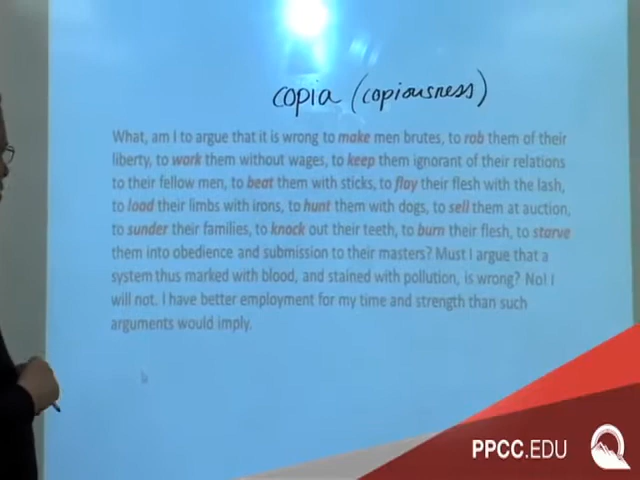 copia (copiousness)
What, am I to argue that it is wrong to make men brutes, to rob them of their
liberty, to work them without wages, to keep them ignorant of their relations
to their fellow men, to beat them with sticks, to flay their flesh with the lash,
to load their limbs with irons, to hunt them with dogs, to sell them at auction,
to sunder their families, to knock out their teeth, to burn their flesh, to starve
them into obedience and submission to their masters? Must I argue that a
system thus marked with blood, and stained with pollution, is wrong? No! I
will not. I have better employment for my time and strength than such
arguments would imply.
PPCC.EDU